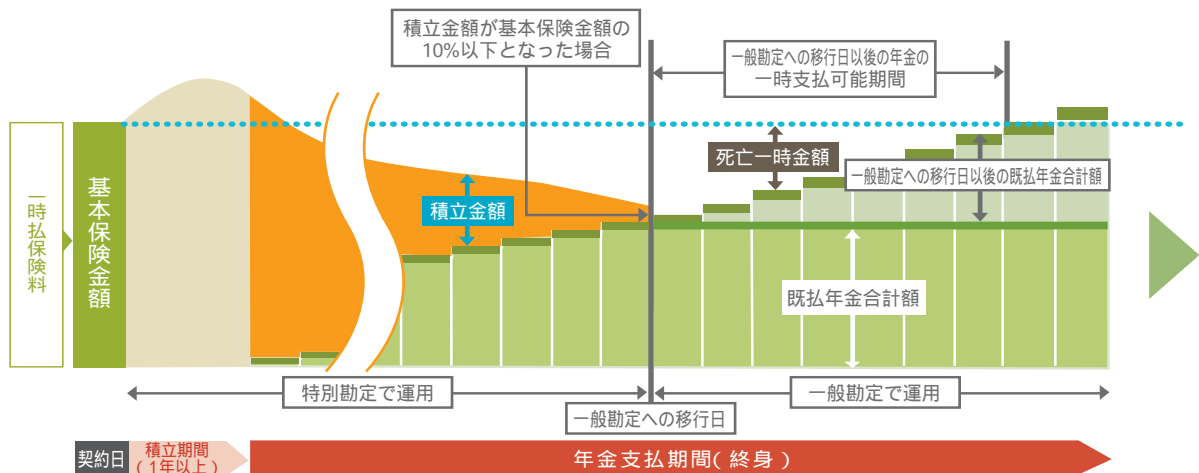 積立金額が基本保険金額の
10%以下となった場合
一般勘定への移行日以後の年金の
一時支払可能期間
一時払保険料
基本保険金額
死亡一時金額
一般勘定への移行日以後の既払年金合計額
積立金額
既払年金合計額
特別勘定で運用
一般勘定で運用
一般勘定への移行日
契約日
積立期間
(1年以上)
年金支払期間(終身)